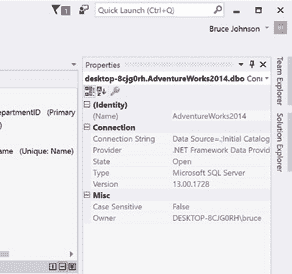 Quick Launch (Ctrl+Q)
Bruce Johnson
Properties
desktop-8cjg0rh.AdventureWorks2014.dbo Con
(Identity)
(Name) AdventureWorks2014
Connection
Connection String Data Source=.;Initial Catalog
Provider .NET Framework Data Provid
State Open
Type Microsoft SQL Server
Version 13.00.1728
Misc
Case Sensitive False
Owner DESKTOP-8CJG0RH\bruce
epartmentID (Primary
)
ame (Unique: Name)
Team Explorer
Solution Explorer